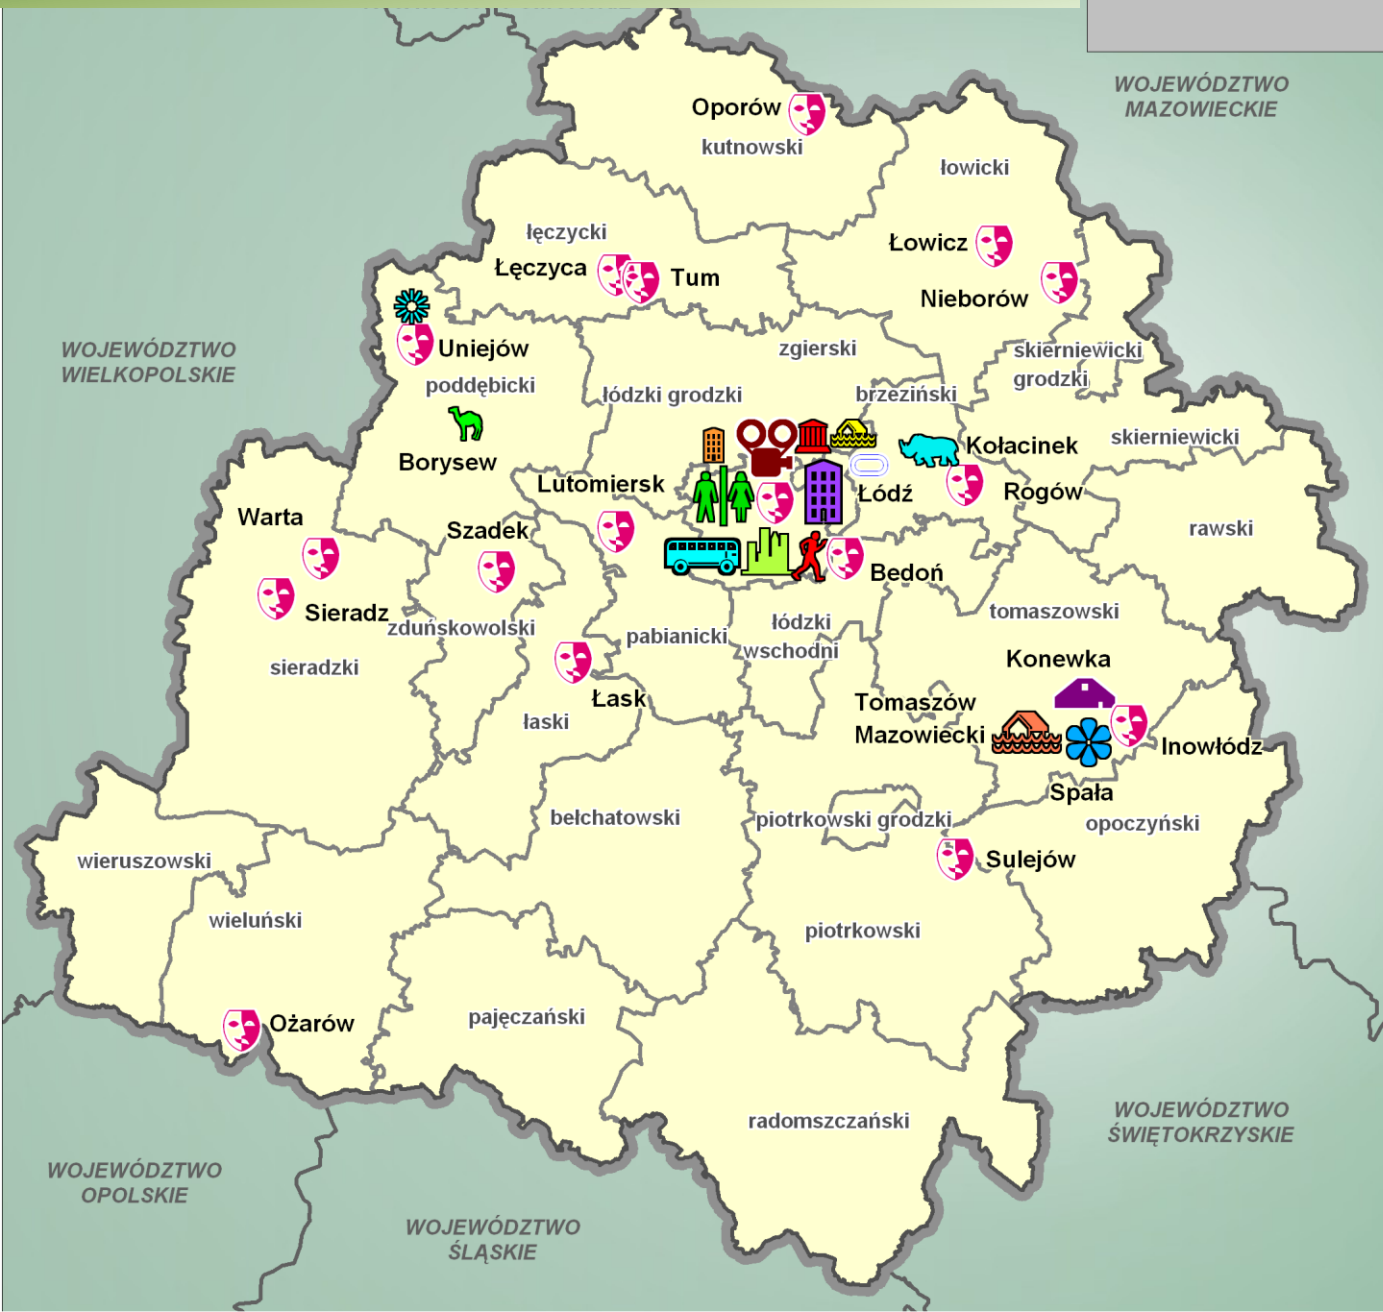 WOJEWÓDZTWO
MAZOWIECKIE
Oporów
kutnowski
łowicki
łęczycki
Łowicz
Łęczyca
Tum
Nieborów
WOJEWÓDZTWO
WIELKOPOLSKIE
Uniejów
zgierski
skierniewicki
grodzki
poddębicki
łódzki grodzki
brzeziński
skierniewicki
Kołacinek
Borysew
Lutomiersk
Łódź
Rogów
Warta
Szadek
rawski
Bedoń
Sieradz
zduńskowolski
tomaszowski
łódzki
wschodni
pabianicki
sieradzki
Konewka
Łask
łaski
Tomaszów
Mazowiecki
Inowłódz
Spała
bełchatowski
piotrkowski grodzki
opoczyński
Sulejów
wieruszowski
wieluński
piotrkowski
Ożarów
pajęczański
radomszczański
WOJEWÓDZTWO
ŚWIĘTOKRZYSKIE
WOJEWÓDZTWO
OPOLSKIE
WOJEWÓDZTWO
ŚLĄSKIE